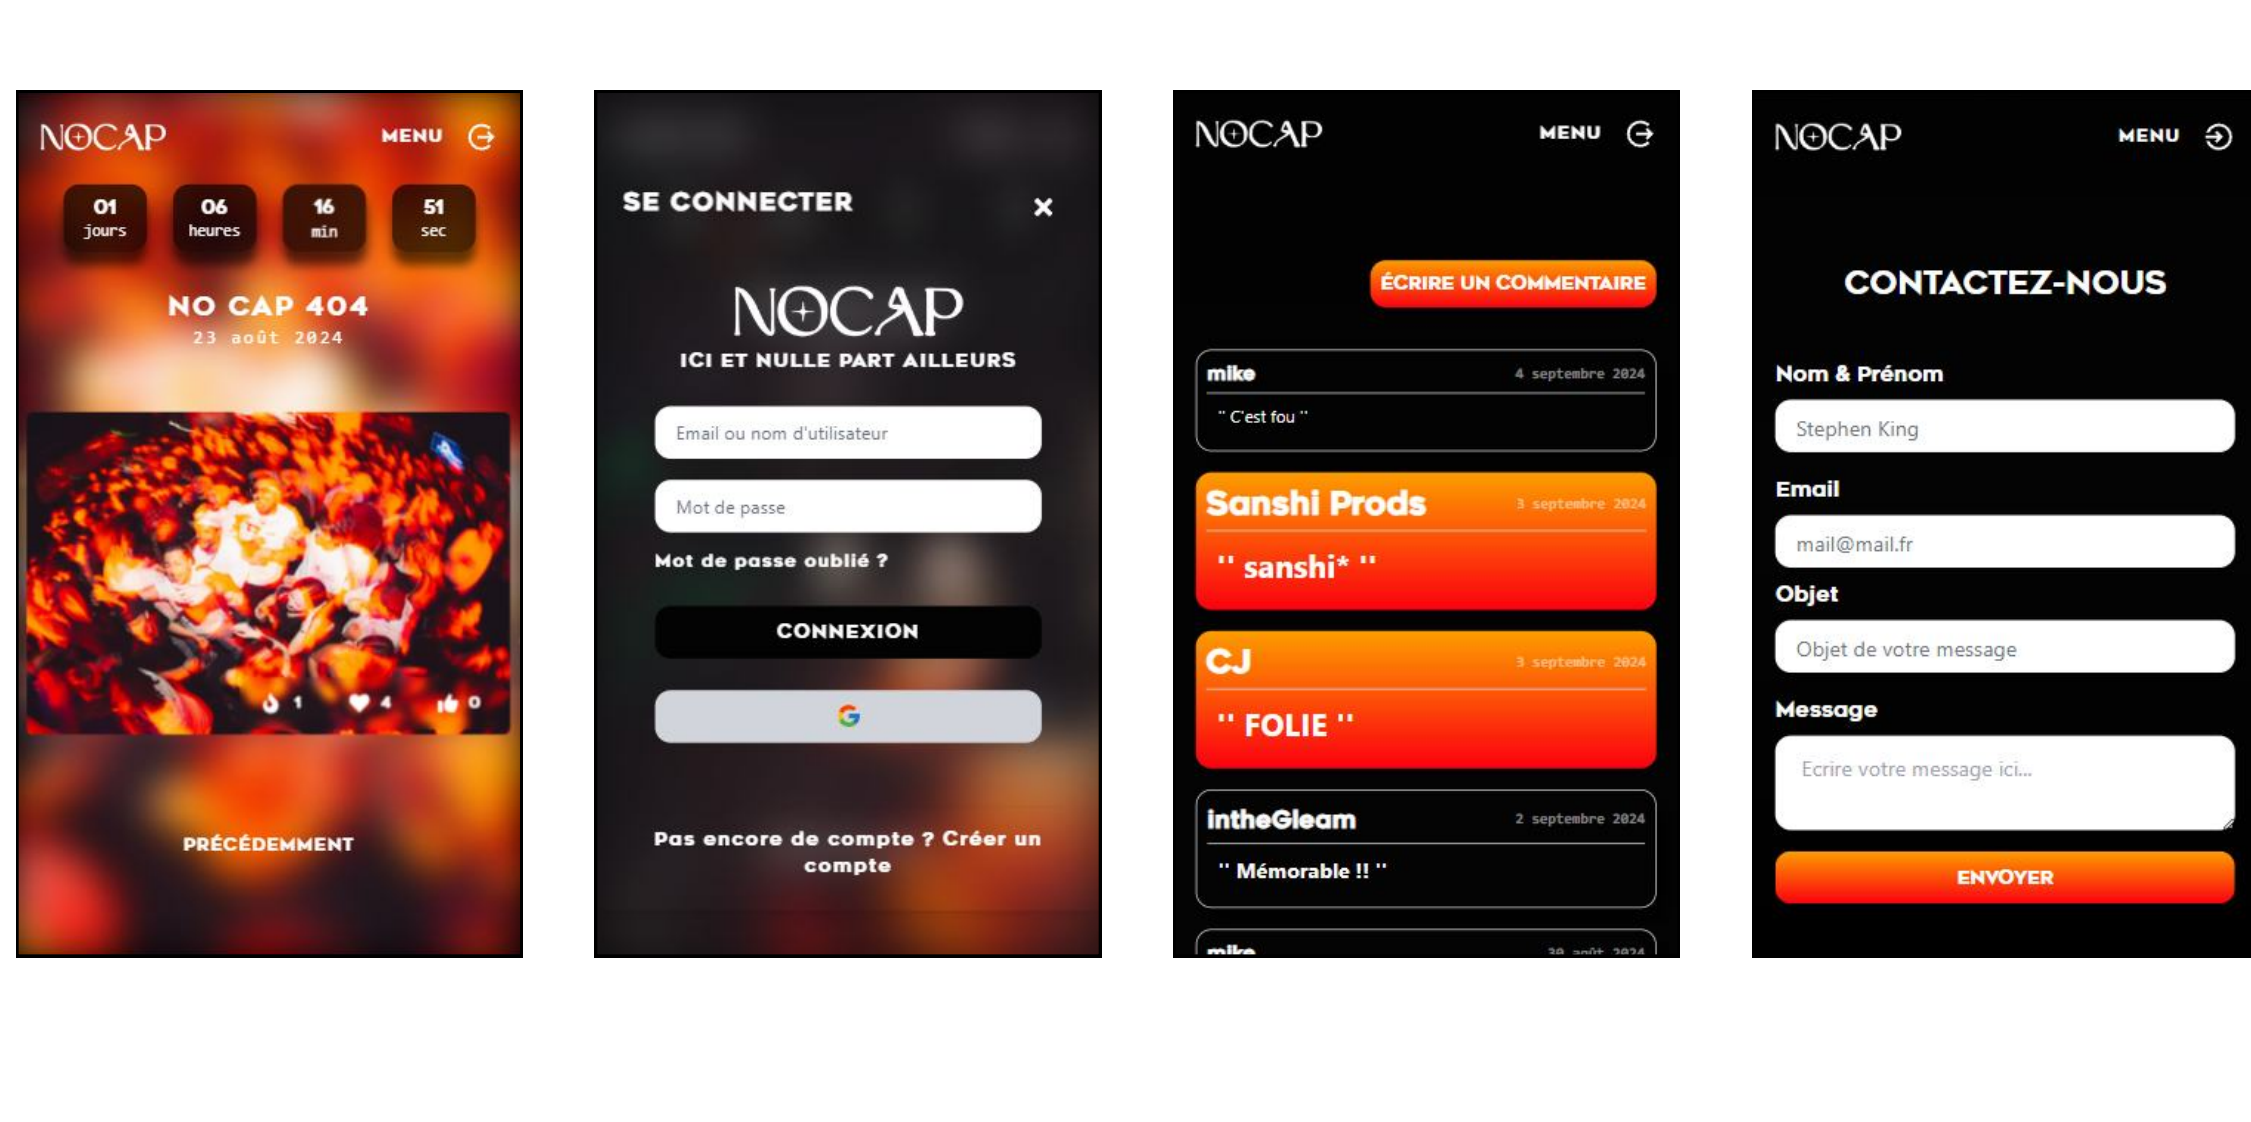 NOCAP
MENU
01
jours
06
heures
16
min
51
sec
NO CAP 404
23 août 2024
1
4
0
PRÉCÉDEMMENT
SE CONNECTER
NOCAP
ICI ET NULLE PART AILLEURS
Email ou nom d'utilisateur
Mot de passe
Mot de passe oublié ?
CONNEXION
G
Pas encore de compte ? Créer un
compte
NOCAP
MENU
ÉCRIRE UN COMMENTAIRE
mike
4 septembre 2024
'' C'est fou ''
Sanshi Prods
3 septembre 2024
'' sanshi* ''
CJ
3 septembre 2024
'' FOLIE ''
intheGleam
2 septembre 2024
'' Mémorable !! ''
mike
30 août 2024
NOCAP
MENU
CONTACTEZ-NOUS
Nom & Prénom
Stephen King
Email
mail@mail.fr
Objet
Objet de votre message
Message
Ecrire votre message ici...
ENVOYER